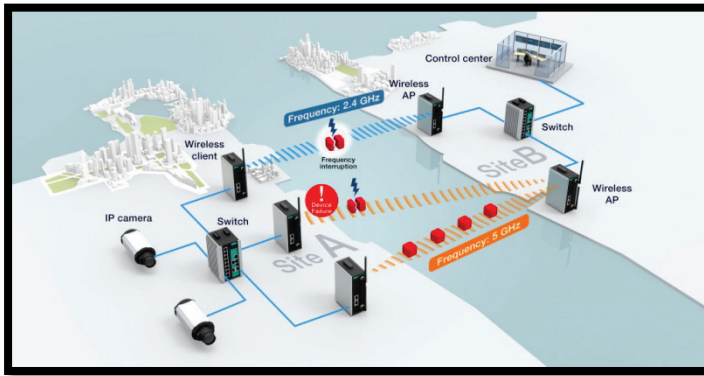 Control center
Wireless
AP
Frequency: 2.4 GHz
Switch
Wireless
client
Frequency
interruption
Site B
Wireless
AP
!
Device
Failure
IP camera
Switch
Site A
Frequency: 5 GHz